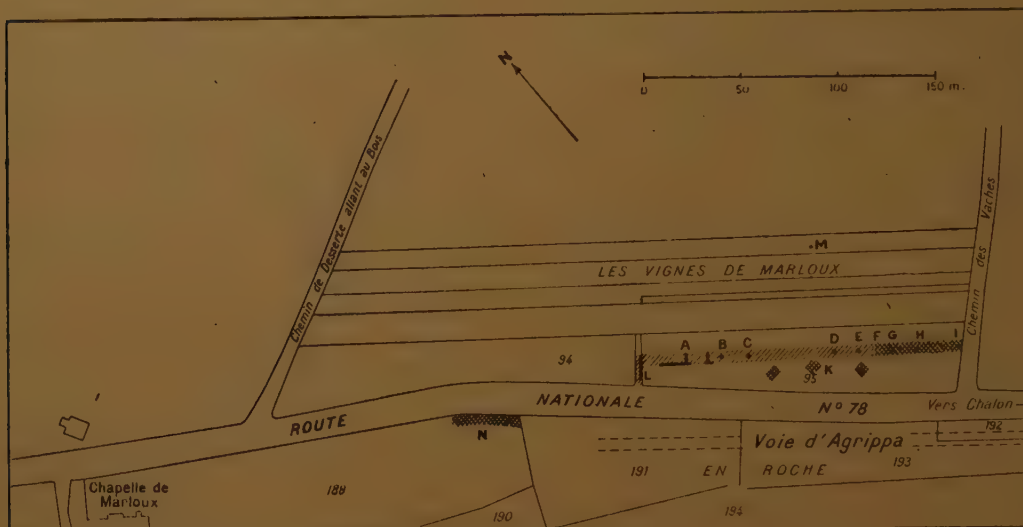 N
0 50 100 150 m.
Chemin de Desserte allant au Bois
M
LES VIGNES DE MARLOUX
Chemin des Vaches
A B C D E F G H I
94
L
K
95
ROUTE NATIONALE N° 78 Vers Chalon
N
192
Voie d'Agrippa
191 EN ROCHE 193
Chapelle de
Marloux
188
190
194